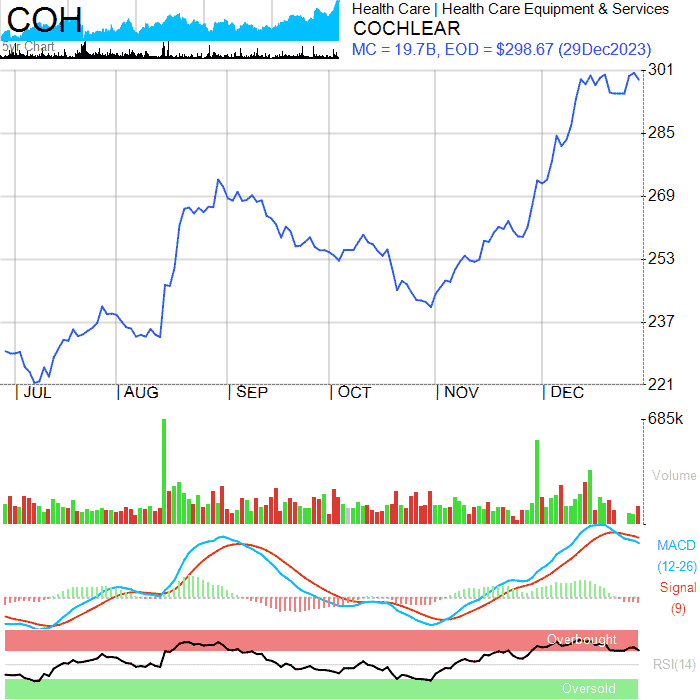 COH
5yr Chart
Health Care | Health Care Equipment & Services
COCHLEAR
MC = 19.7B, EOD = $298.67 (29Dec2023)
301
285
269
253
237
221
JUL AUG SEP OCT NOV DEC
685k
Volume
MACD
(12-26)
Signal
(9)
Overbought
RSI(14)
Oversold